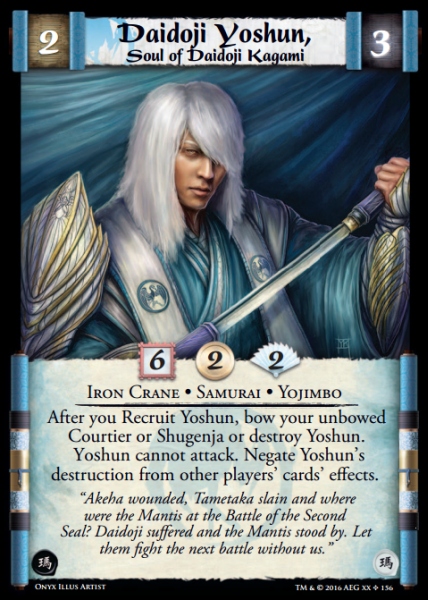 2
Daidoji Yoshun,
Soul of Daidoji Kagami
3
6
2
2
Iron Crane • Samurai • Yojimbo
After you Recruit Yoshun, bow your unbowed
Courtier or Shugenja or destroy Yoshun.
Yoshun cannot attack. Negate Yoshun's
destruction from other players' cards' effects.
“Akeha wounded, Tametaka slain and where
were the Mantis at the Battle of the Second
Seal? Daidoji suffered and the Mantis stood by. Let
them fight the next battle without us.”
瑪
瑪
Onyx Illus Artist
TM & © 2016 AEG XX ✧ 156